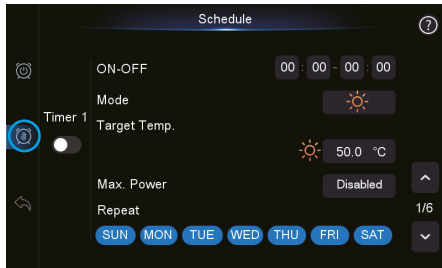 Schedule
?
ON-OFF 00 : 00 - 00 : 00
Mode
Timer 1
Target Temp.
50.0 °C
Max. Power Disabled
Repeat 1/6
SUN MON TUE WED THU FRI SAT